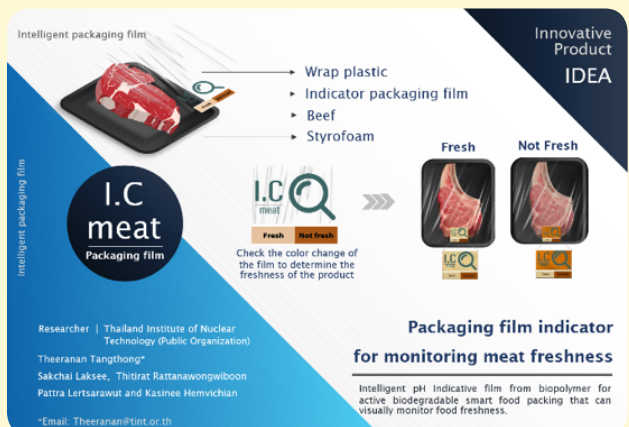 Intelligent packaging film
Innovative
Product
IDEA
Wrap plastic
Indicator packaging film
Beef
Styrofoam
Intelligent packaging film
I.C
meat
Packaging film
I.C
meat
Fresh
Not fresh
Check the color change of
the film to determine the
freshness of the product
Fresh
Not Fresh
I.C
I.C
Researcher | Thailand Institute of Nuclear
Technology (Public Organization)
Theeranan Tangthong*
Sakchai Laksee, Thitirat Rattanawongwiboon
Pattra Lertsarawut and Kasinee Hemvichian
*Email: Theeranan@tint.or.th
Packaging film indicator
for monitoring meat freshness
Intelligent pH Indicative film from biopolymer for
active biodegradable smart food packing that can
visually monitor food freshness.